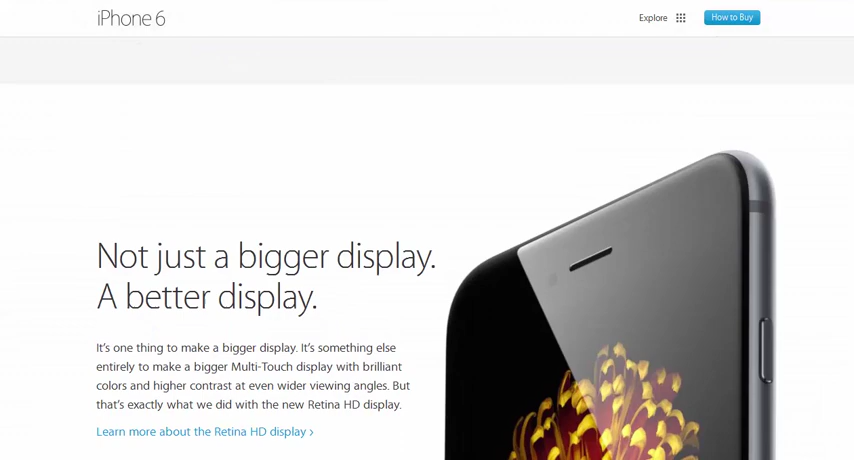 iPhone 6
Explore
How to Buy
Not just a bigger display.
A better display.
It's one thing to make a bigger display. It's something else
entirely to make a bigger Multi-Touch display with brilliant
colors and higher contrast at even wider viewing angles. But
that's exactly what we did with the new Retina HD display.
Learn more about the Retina HD display ›